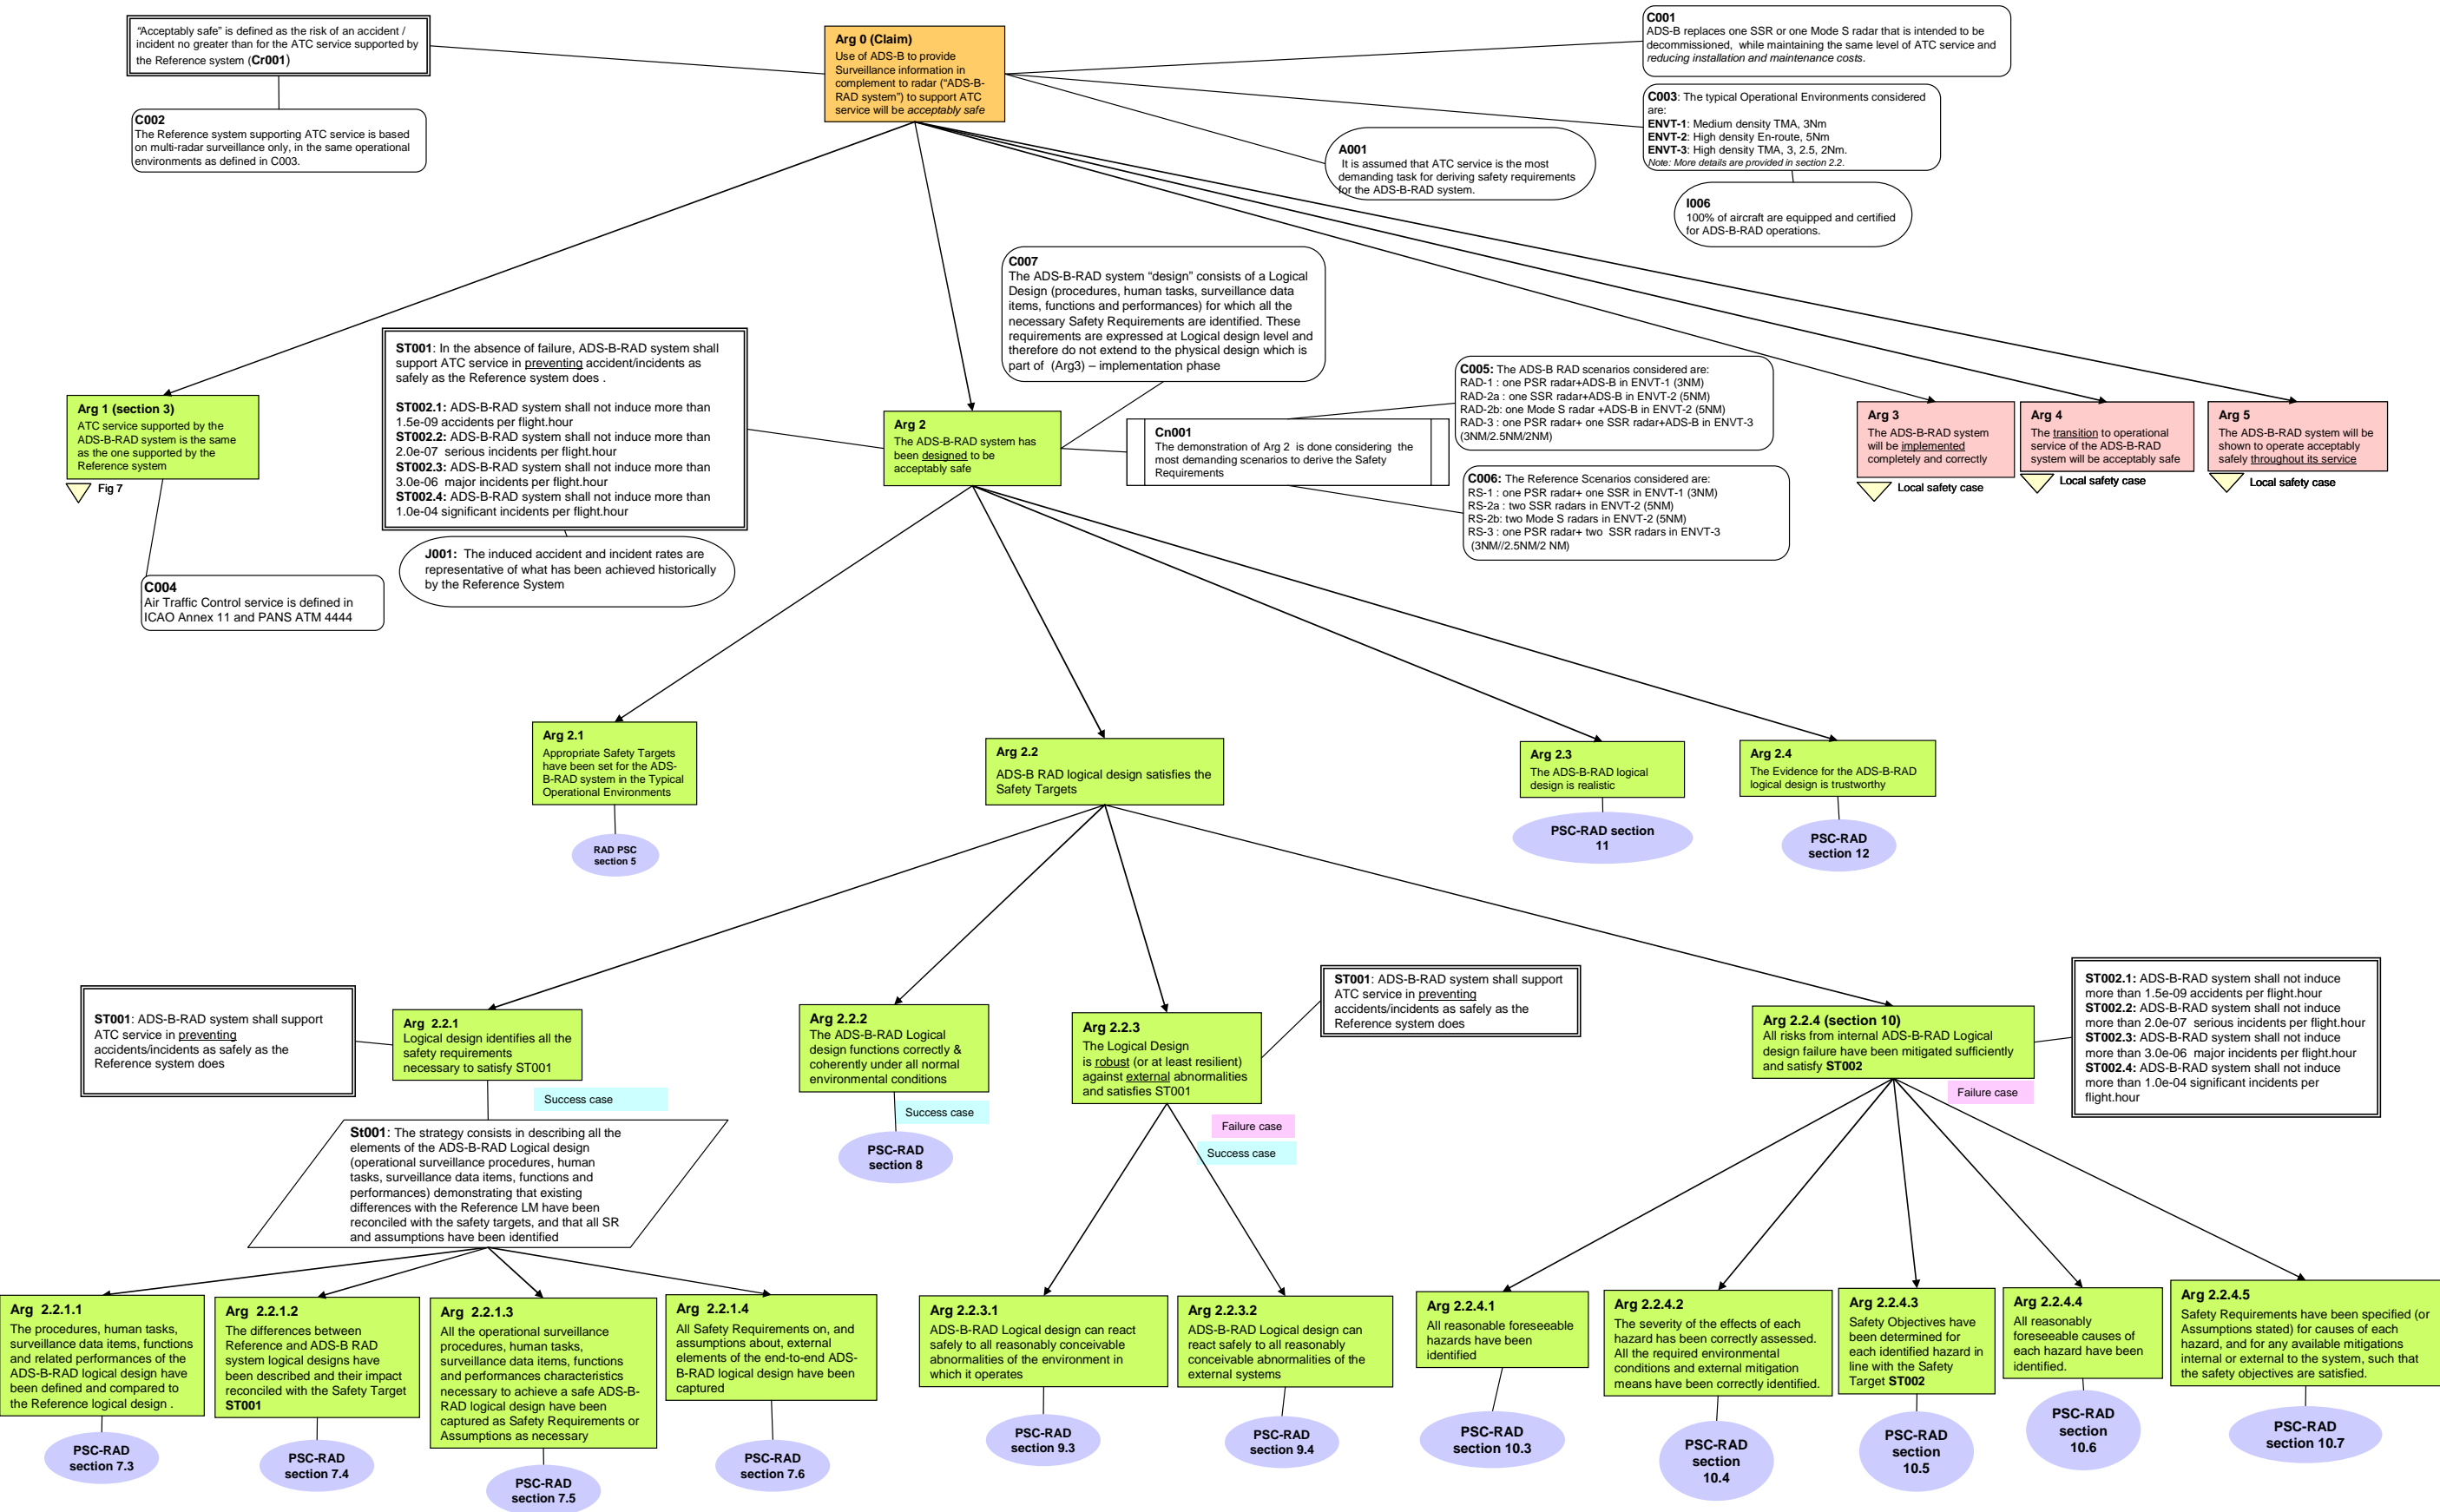 “Acceptably safe” is defined as the risk of an accident /
incident no greater than for the ATC service supported by
the Reference system (Cr001)
C002
The Reference system supporting ATC service is based
on multi-radar surveillance only, in the same operational
environments as defined in C003.
Arg 0 (Claim)
Use of ADS-B to provide
Surveillance information in
complement to radar (“ADS-B-
RAD system”) to support ATC
service will be acceptably safe
C001
ADS-B replaces one SSR or one Mode S radar that is intended to be
decommissioned, while maintaining the same level of ATC service and
reducing installation and maintenance costs.
C003: The typical Operational Environments considered
are:
ENVT-1: Medium density TMA, 3Nm
ENVT-2: High density En-route, 5Nm
ENVT-3: High density TMA, 3, 2.5, 2Nm.
Note: More details are provided in section 2.2.
A001
It is assumed that ATC service is the most
demanding task for deriving safety requirements
for the ADS-B-RAD system.
I006
100% of aircraft are equipped and certified
for ADS-B-RAD operations.
C007
The ADS-B-RAD system “design” consists of a Logical
Design (procedures, human tasks, surveillance data
items, functions and performances) for which all the
necessary Safety Requirements are identified. These
requirements are expressed at Logical design level and
therefore do not extend to the physical design which is
part of (Arg3) – implementation phase
ST001: In the absence of failure, ADS-B-RAD system shall
support ATC service in preventing accident/incidents as
safely as the Reference system does .
ST002.1: ADS-B-RAD system shall not induce more than
1.5e-09 accidents per flight.hour
ST002.2: ADS-B-RAD system shall not induce more than
2.0e-07 serious incidents per flight.hour
ST002.3: ADS-B-RAD system shall not induce more than
3.0e-06 major incidents per flight.hour
ST002.4: ADS-B-RAD system shall not induce more than
1.0e-04 significant incidents per flight.hour
J001: The induced accident and incident rates are
representative of what has been achieved historically
by the Reference System
Arg 1 (section 3)
ATC service supported by the
ADS-B-RAD system is the same
as the one supported by the
Reference system
Fig 7
C004
Air Traffic Control service is defined in
ICAO Annex 11 and PANS ATM 4444
Arg 2
The ADS-B-RAD system has
been designed to be
acceptably safe
Cn001
The demonstration of Arg 2 is done considering the
most demanding scenarios to derive the Safety
Requirements
C005: The ADS-B RAD scenarios considered are:
RAD-1 : one PSR radar+ADS-B in ENVT-1 (3NM)
RAD-2a : one SSR radar+ADS-B in ENVT-2 (5NM)
RAD-2b: one Mode S radar +ADS-B in ENVT-2 (5NM)
RAD-3 : one PSR radar+ one SSR radar+ADS-B in ENVT-3
(3NM/2.5NM/2NM)
C006: The Reference Scenarios considered are:
RS-1 : one PSR radar+ one SSR in ENVT-1 (3NM)
RS-2a : two SSR radars in ENVT-2 (5NM)
RS-2b: two Mode S radars in ENVT-2 (5NM)
RS-3 : one PSR radar+ two SSR radars in ENVT-3
(3NM//2.5NM/2 NM)
Arg 3
The ADS-B-RAD system
will be implemented
completely and correctly
Local safety case
Arg 4
The transition to operational
service of the ADS-B-RAD
system will be acceptably safe
Local safety case
Arg 5
The ADS-B-RAD system will be
shown to operate acceptably
safely throughout its service
Local safety case
Arg 2.1
Appropriate Safety Targets
have been set for the ADS-
B-RAD system in the Typical
Operational Environments
RAD PSC
section 5
Arg 2.2
ADS-B RAD logical design satisfies the
Safety Targets
Arg 2.3
The ADS-B-RAD logical
design is realistic
PSC-RAD section
11
Arg 2.4
The Evidence for the ADS-B-RAD
logical design is trustworthy
PSC-RAD
section 12
ST001: ADS-B-RAD system shall support
ATC service in preventing
accidents/incidents as safely as the
Reference system does
Arg 2.2.1
Logical design identifies all the
safety requirements
necessary to satisfy ST001
Success case
St001: The strategy consists in describing all the
elements of the ADS-B-RAD Logical design
(operational surveillance procedures, human
tasks, surveillance data items, functions and
performances) demonstrating that existing
differences with the Reference LM have been
reconciled with the safety targets, and that all SR
and assumptions have been identified
Arg 2.2.2
The ADS-B-RAD Logical
design functions correctly &
coherently under all normal
environmental conditions
Success case
PSC-RAD
section 8
Arg 2.2.3
The Logical Design
is robust (or at least resilient)
against external abnormalities
and satisfies ST001
Failure case
Success case
ST001: ADS-B-RAD system shall support
ATC service in preventing
accidents/incidents as safely as the
Reference system does
Arg 2.2.4 (section 10)
All risks from internal ADS-B-RAD Logical
design failure have been mitigated sufficiently
and satisfy ST002
Failure case
ST002.1: ADS-B-RAD system shall not induce
more than 1.5e-09 accidents per flight.hour
ST002.2: ADS-B-RAD system shall not induce
more than 2.0e-07 serious incidents per flight.hour
ST002.3: ADS-B-RAD system shall not induce
more than 3.0e-06 major incidents per flight.hour
ST002.4: ADS-B-RAD system shall not induce
more than 1.0e-04 significant incidents per
flight.hour
Arg 2.2.1.1
The procedures, human tasks,
surveillance data items, functions
and related performances of the
ADS-B-RAD logical design have
been defined and compared to
the Reference logical design .
PSC-RAD
section 7.3
Arg 2.2.1.2
The differences between
Reference and ADS-B RAD
system logical designs have
been described and their impact
reconciled with the Safety Target
ST001
PSC-RAD
section 7.4
Arg 2.2.1.3
All the operational surveillance
procedures, human tasks,
surveillance data items, functions
and performances characteristics
necessary to achieve a safe ADS-B-
RAD logical design have been
captured as Safety Requirements or
Assumptions as necessary
PSC-RAD
section 7.5
Arg 2.2.1.4
All Safety Requirements on, and
assumptions about, external
elements of the end-to-end ADS-
B-RAD logical design have been
captured
PSC-RAD
section 7.6
Arg 2.2.3.1
ADS-B-RAD Logical design can react
safely to all reasonably conceivable
abnormalities of the environment in
which it operates
PSC-RAD
section 9.3
Arg 2.2.3.2
ADS-B-RAD Logical design can
react safely to all reasonably
conceivable abnormalities of the
external systems
PSC-RAD
section 9.4
Arg 2.2.4.1
All reasonable foreseeable
hazards have been
identified
PSC-RAD
section 10.3
Arg 2.2.4.2
The severity of the effects of each
hazard has been correctly assessed.
All the required environmental
conditions and external mitigation
means have been correctly identified.
PSC-RAD
section
10.4
Arg 2.2.4.3
Safety Objectives have
been determined for
each identified hazard in
line with the Safety
Target ST002
PSC-RAD
section
10.5
Arg 2.2.4.4
All reasonably
foreseeable causes of
each hazard have been
identified.
PSC-RAD
section
10.6
Arg 2.2.4.5
Safety Requirements have been specified (or
Assumptions stated) for causes of each
hazard, and for any available mitigations
internal or external to the system, such that
the safety objectives are satisfied.
PSC-RAD
section 10.7